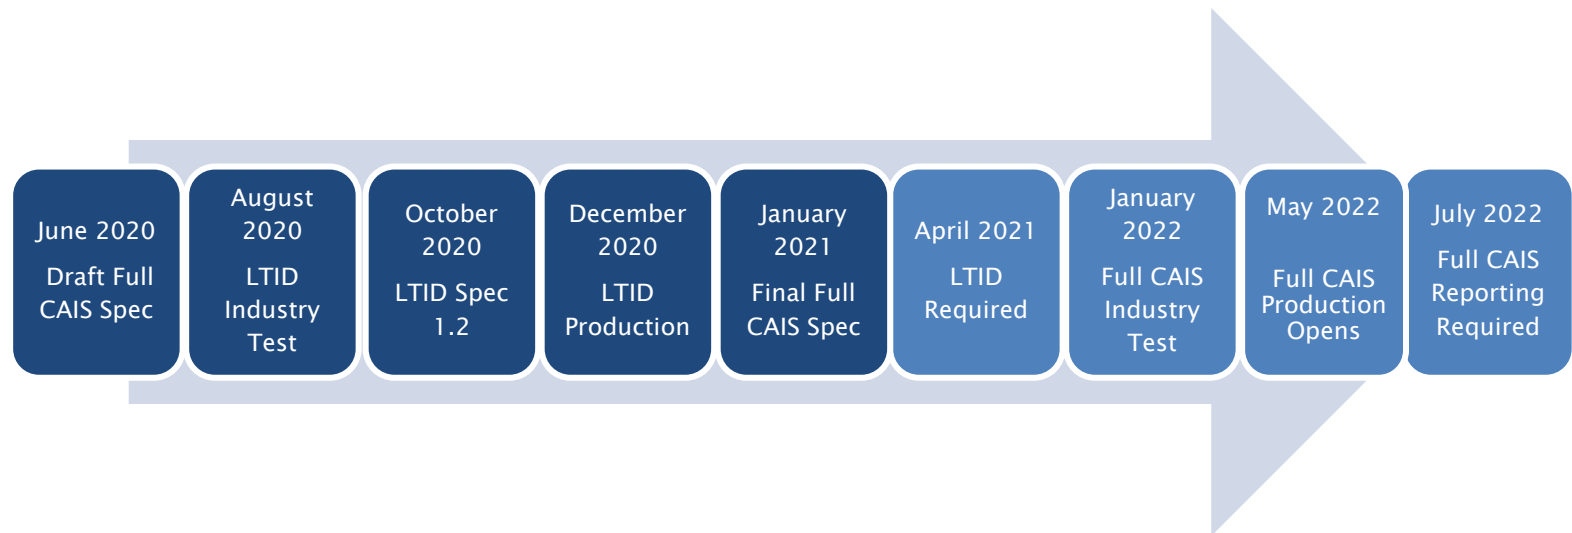 June 2020
Draft Full
CAIS Spec
August
2020
LTID
Industry
Test
October
2020
LTID Spec
1.2
December
2020
LTID
Production
January
2021
Final Full
CAIS Spec
April 2021
LTID
Required
January
2022
Full CAIS
Industry
Test
May 2022
Full CAIS
Production
Opens
July 2022
Full CAIS
Reporting
Required